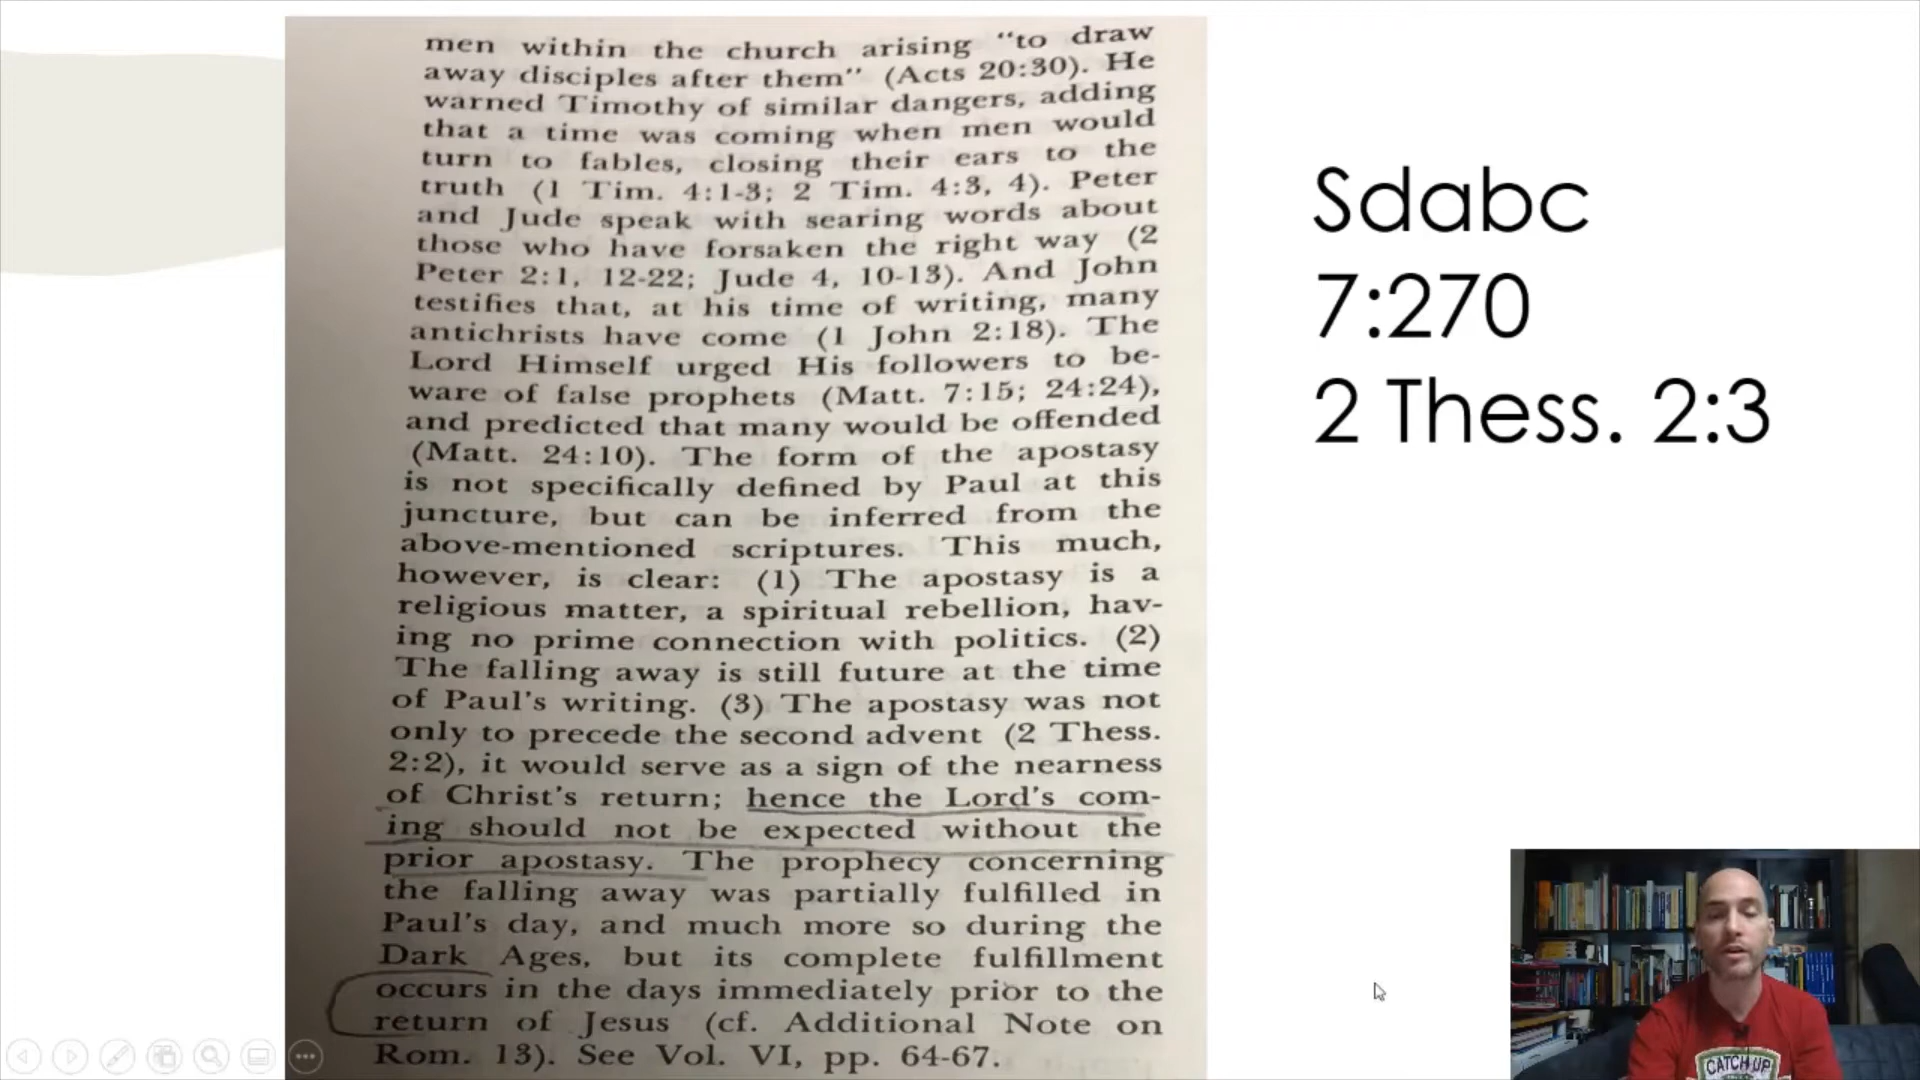 men within the church arising "to draw
away disciples after them" (Acts 20:30). He
warned Timothy of similar dangers, adding
that a time was coming when men would
turn to fables, closing their ears to the
truth (1 Tim. 4:1-3; 2 Tim. 4:3, 4). Peter
and Jude speak with searing words about
those who have forsaken the right way (2
Peter 2:1, 12-22; Jude 4, 10-13). And John
testifies that, at his time of writing, many
antichrists have come (1 John 2:18). The
Lord Himself urged His followers to be-
ware of false prophets (Matt. 7:15; 24:24),
and predicted that many would be offended
(Matt. 24:10). The form of the apostasy
is not specifically defined by Paul at this
juncture, but can be inferred from the
above-mentioned scriptures. This much,
however, is clear: (1) The apostasy is a
religious matter, a spiritual rebellion, hav-
ing no prime connection with politics. (2)
The falling away is still future at the time
of Paul's writing. (3) The apostasy was not
only to precede the second advent (2 Thess.
2:2), it would serve as a sign of the nearness
of Christ's return; hence the Lord's com-
ing should not be expected without the
prior apostasy. The prophecy concerning
the falling away was partially fulfilled in
Paul's day, and much more so during the
Dark Ages, but its complete fulfillment
occurs in the days immediately prior to the
return of Jesus (cf. Additional Note on
Rom. 13). See Vol. VI, pp. 64-67.
Sdabc
7:270
2 Thess. 2:3
CATCH UP